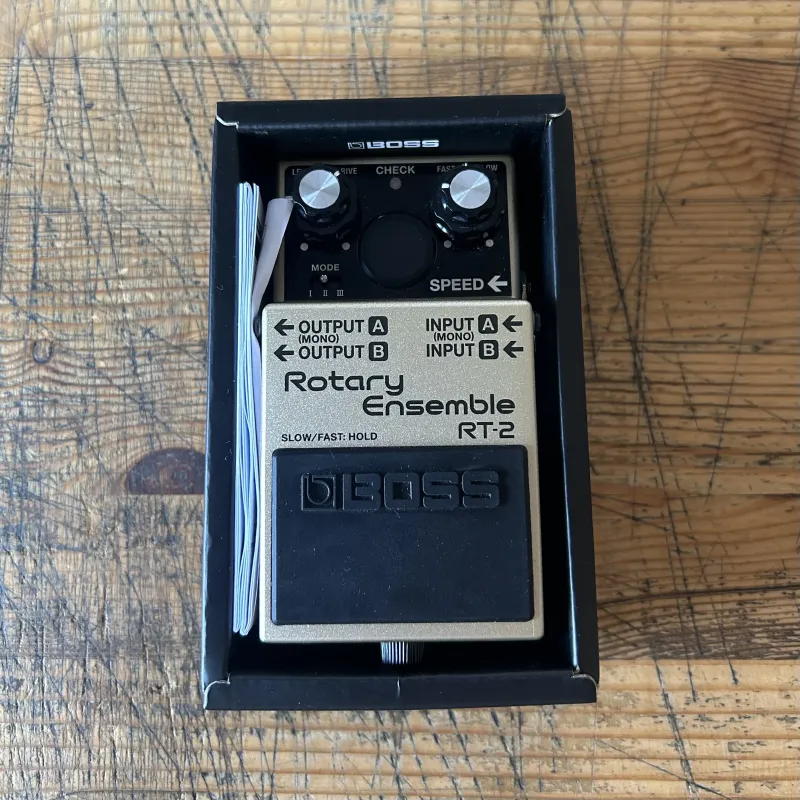 BOSS
CHECK
MODE
I II III
SPEED ←
← OUTPUT A INPUT A ←
(MONO) (MONO)
← OUTPUT B INPUT B ←
Rotary
Ensemble
SLOW/FAST: HOLD RT-2
BOSS